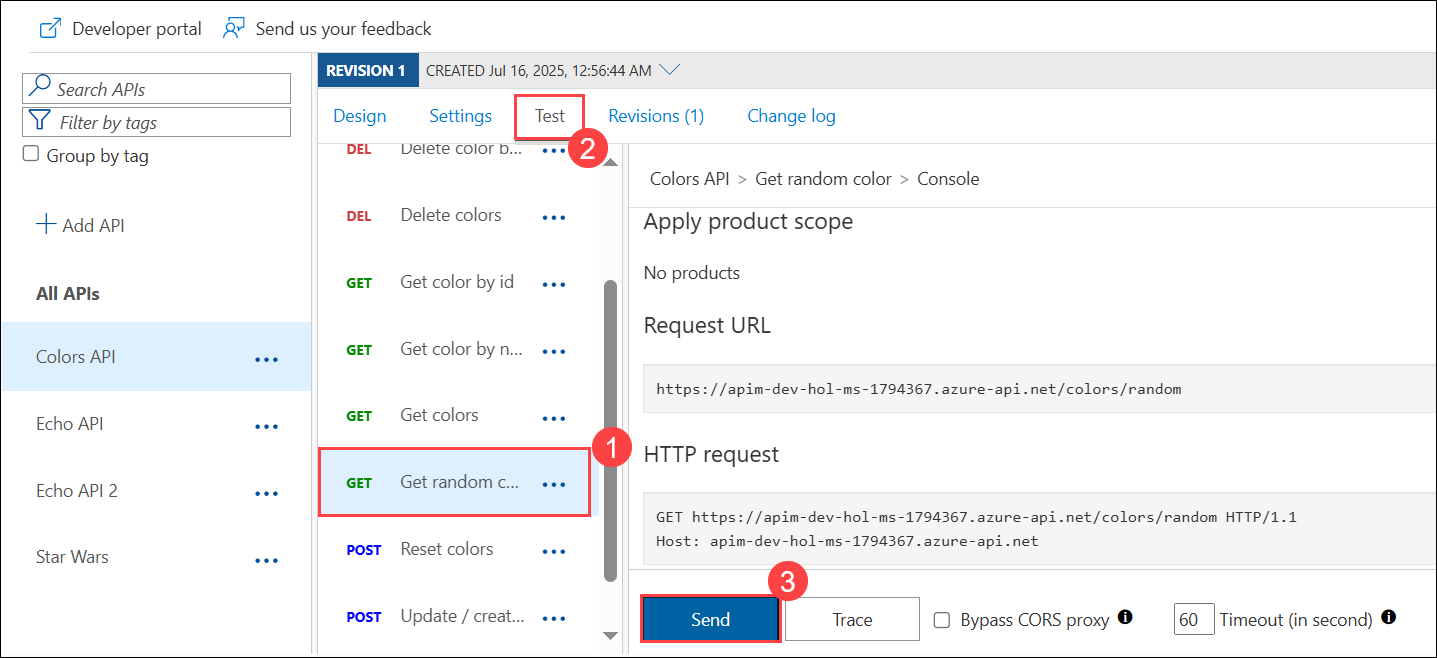 Developer portal
Send us your feedback
Search APIs
Filter by tags
Group by tag
Add API
All APIs
Colors API
Echo API
Echo API 2
Star Wars
REVISION 1 CREATED Jul 16, 2025, 12:56:44 AM
Design Settings Test Revisions (1) Change log
2
DEL Delete color b...
DEL Delete colors
GET Get color by id
GET Get color by n...
GET Get colors
1
GET Get random c...
POST Reset colors
POST Update / creat...
Colors API > Get random color > Console
Apply product scope
No products
Request URL
https://apim-dev-hol-ms-1794367.azure-api.net/colors/random
HTTP request
GET https://apim-dev-hol-ms-1794367.azure-api.net/colors/random HTTP/1.1
Host: apim-dev-hol-ms-1794367.azure-api.net
3
Send Trace Bypass CORS proxy 60 Timeout (in second)